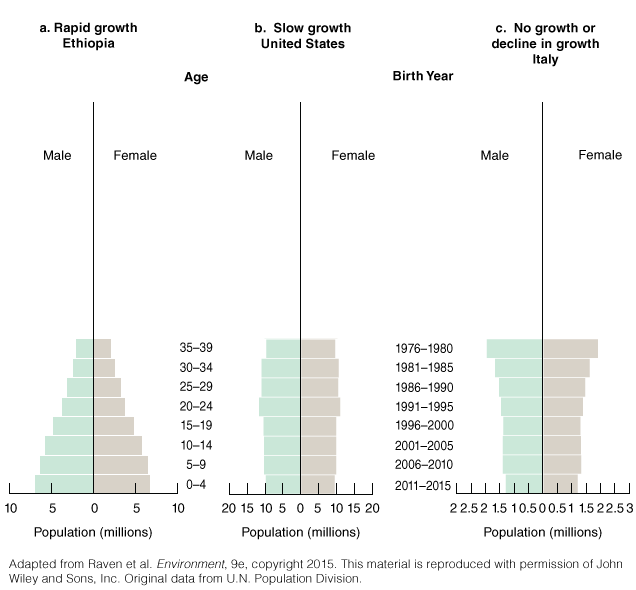 a. Rapid growth
Ethiopia
b. Slow growth
United States
c. No growth or
decline in growth
Italy
Age
Birth Year
Male
Female
Male
Female
Male
Female
35–39
1976–1980
30–34
1981–1985
25–29
1986–1990
20–24
1991–1995
15–19
1996–2000
10–14
2001–2005
5–9
2006–2010
0–4
2011–2015
10 5 0 5 10
20 15 10 5 0 5 10 15 20
2 2.5 2 1.5 1 0.5 0 0.5 1 1.5 2 2.5 3
Population (millions)
Population (millions)
Population (millions)
Adapted from Raven et al. Environment, 9e, copyright 2015. This material is reproduced with permission of John
Wiley and Sons, Inc. Original data from U.N. Population Division.